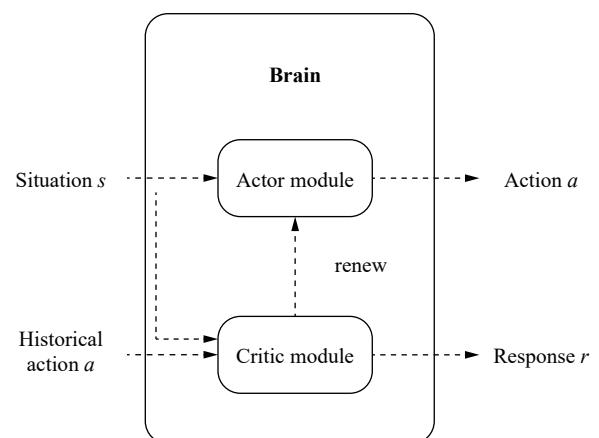 Brain
Situation s
Actor module
Action a
renew
Historical
action a
Critic module
Response r